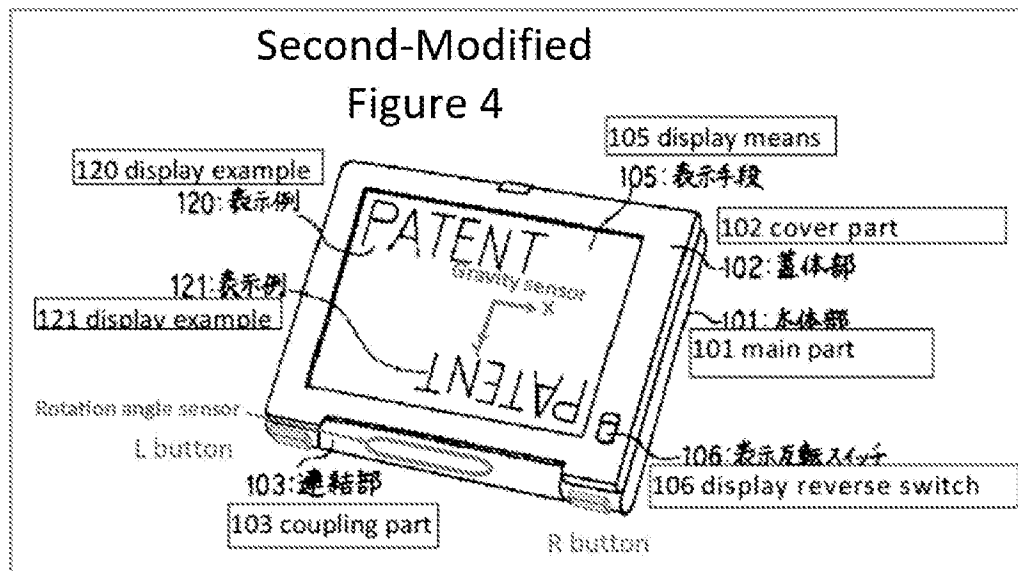 Second-Modified
Figure 4
105 display means
105:表示手段
120 display example
120:表示例
PATENT
102 cover part
102:蓋体部
Gravity sensor
X
Y
121:表示例
121 display example
101:本体部
101 main part
PATENT
Rotation angle sensor
L button
106:表示反転スイッチ
106 display reverse switch
103:連結部
103 coupling part
R button